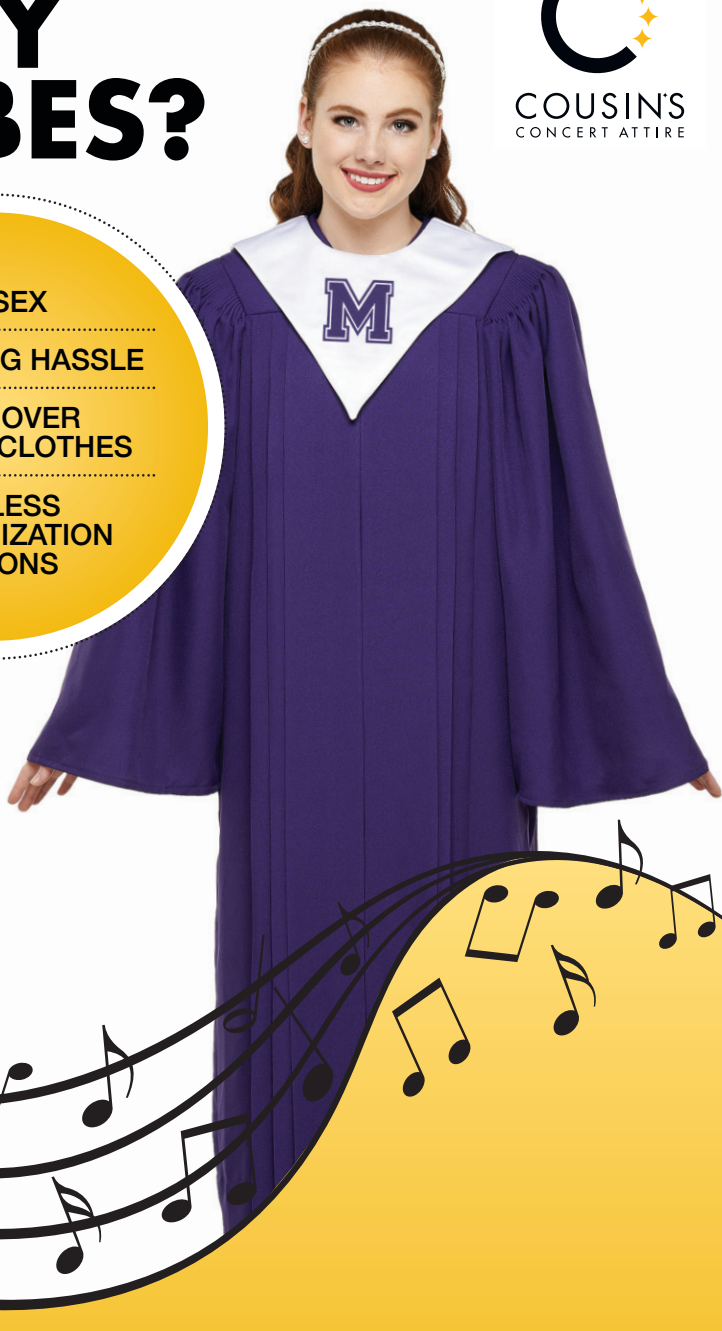 Y
BES?
COUSIN'S
CONCERT ATTIRE
SEX
G HASSLE
OVER
CLOTHES
LESS
IZATION
ONS
M